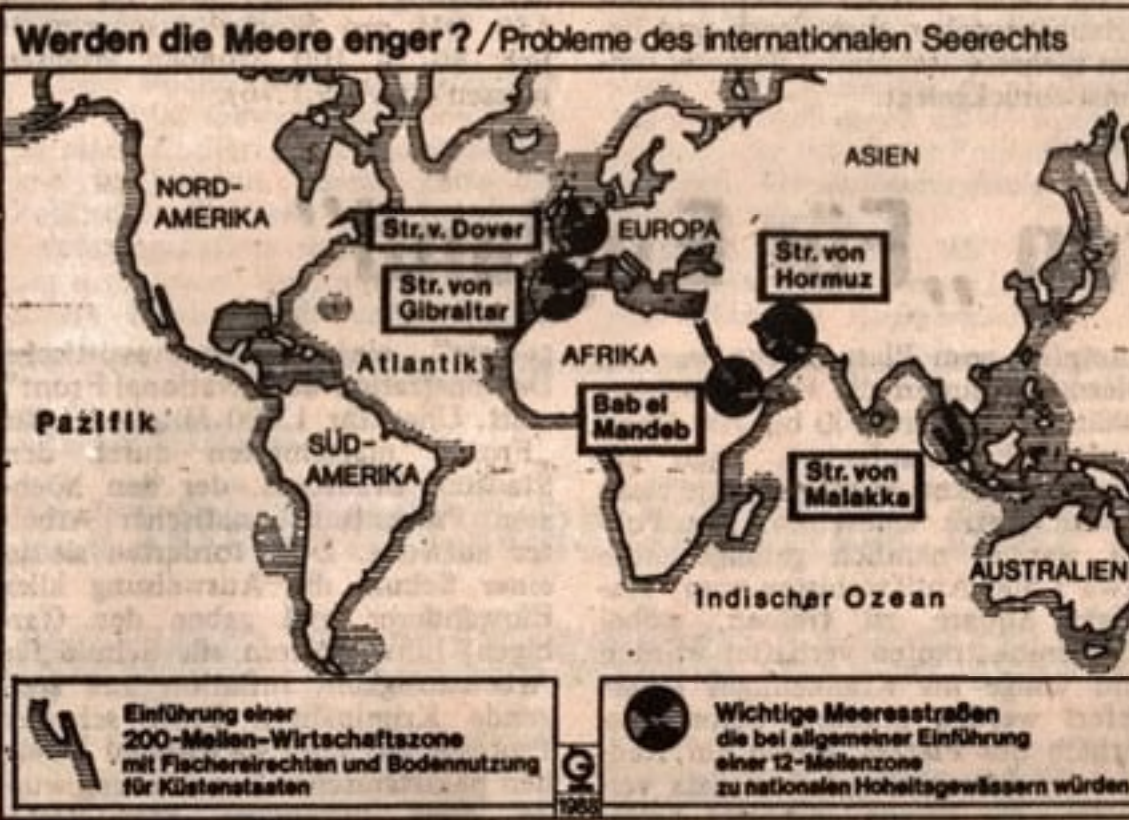 Werden die Meere enger?/Probleme des internationalen Seerechts
ASIEN
NORD-
AMERIKA
Str. v. Dover
EUROPA
Str. von
Hormuz
Str. von
Gibraltar
Atlantik
AFRIKA
Pazifik
Bab el
Mandeb
SÜD-
AMERIKA
Str. von
Malakka
AUSTRALIEN
Indischer Ozean
Einführung einer
200-Meilen-Wirtschaftszone
mit Fischereirechten und Bodennutzung
für Küstenstaaten
Wichtige Meeresstraßen
die bei allgemeiner Einführung
einer 12-Meilenzone
zu nationalen Hoheitsgewässern würden